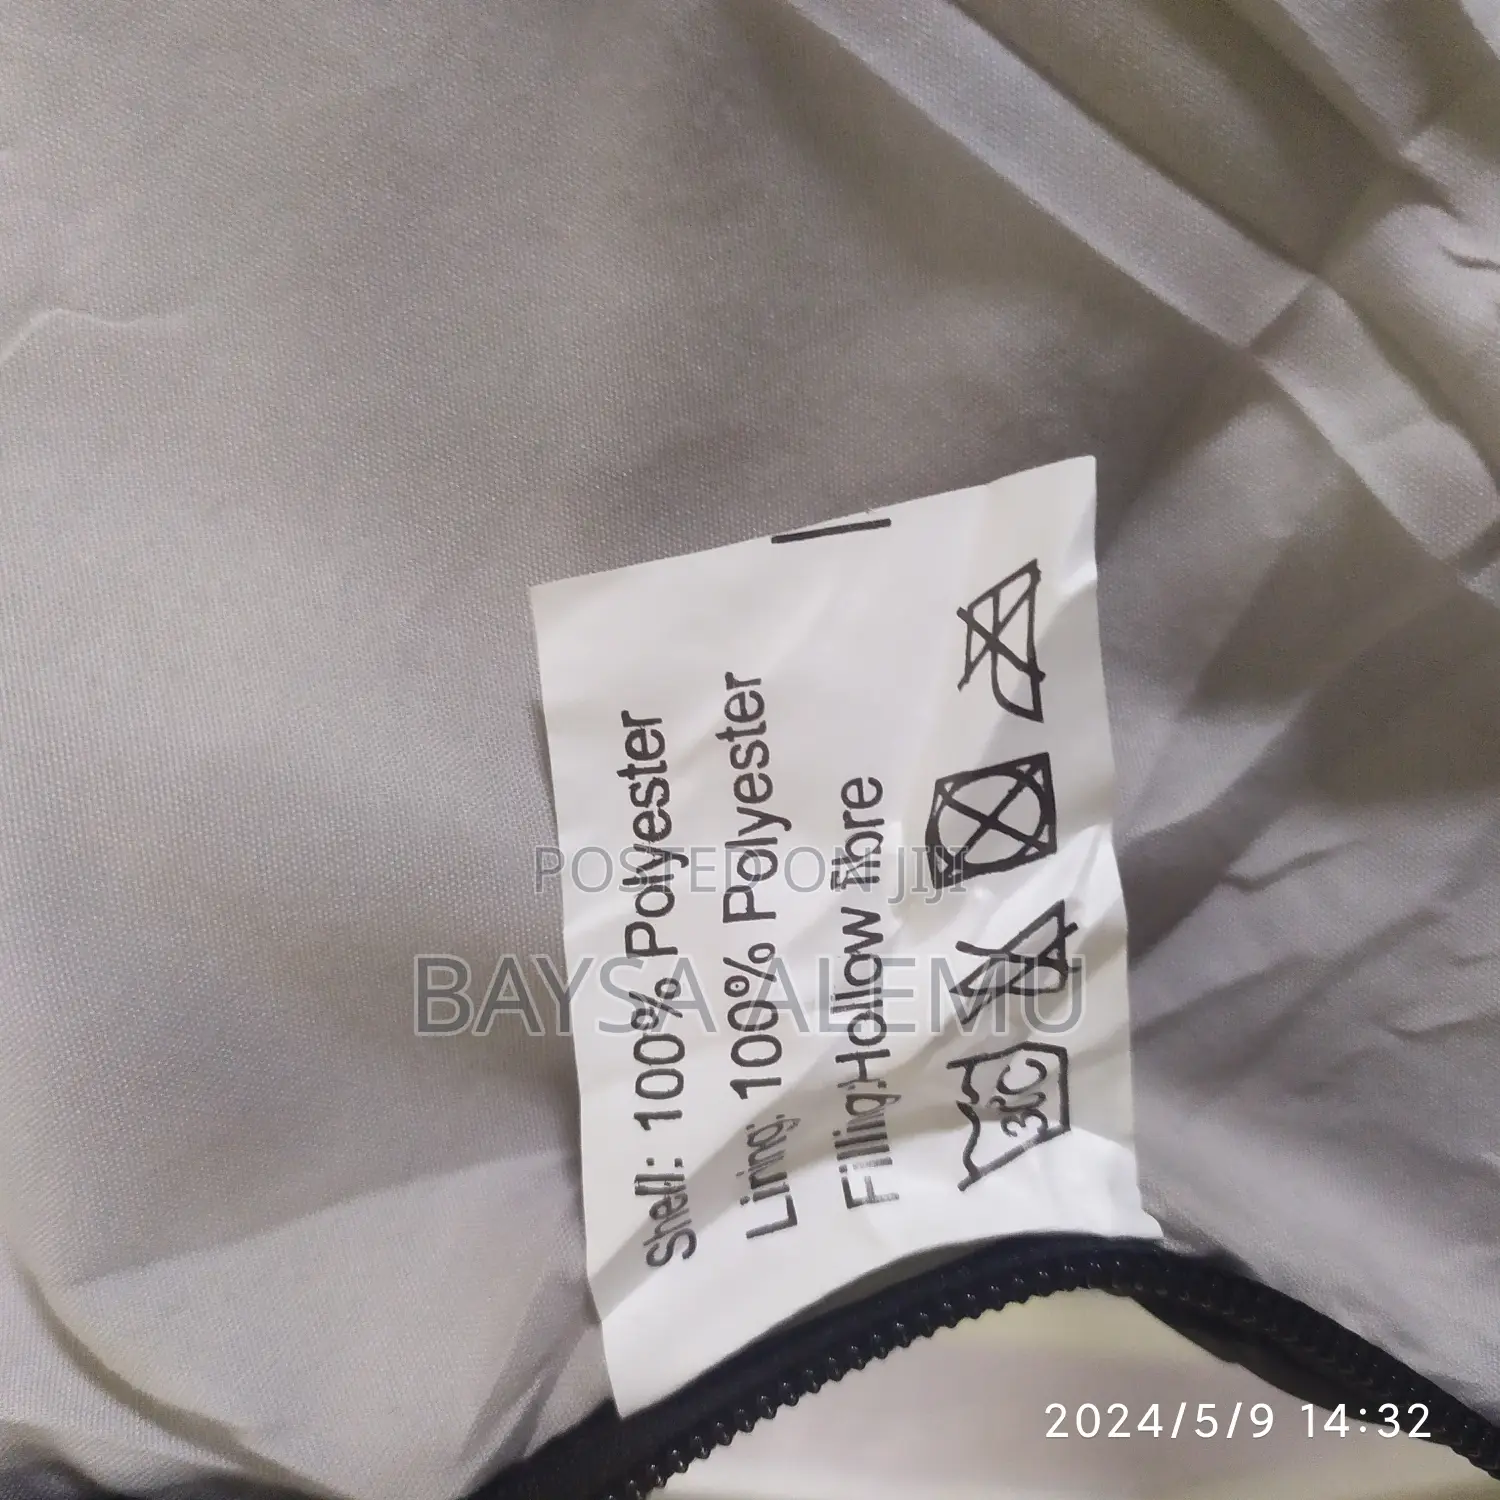 Shell: 100% Polyester
Lining: 100% Polyester
Filling:Hollow fibre
30C
POSTED ON JIJI
BAYSA ALEMU
2024/5/9 14:32